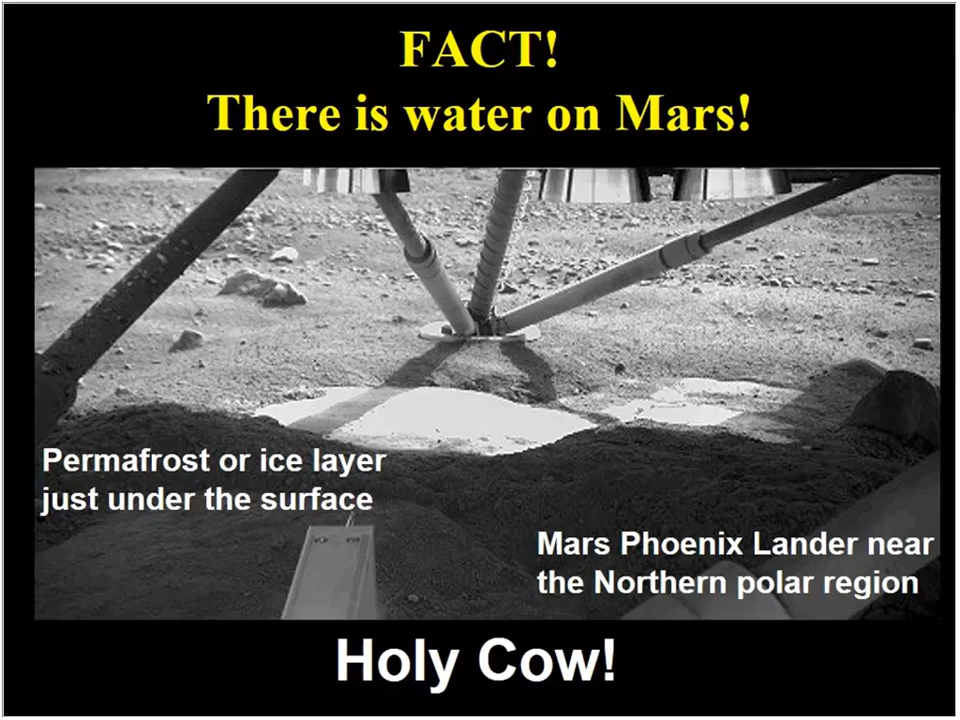 FACT!
There is water on Mars!
Permafrost or ice layer
just under the surface
Mars Phoenix Lander near
the Northern polar region
Holy Cow!